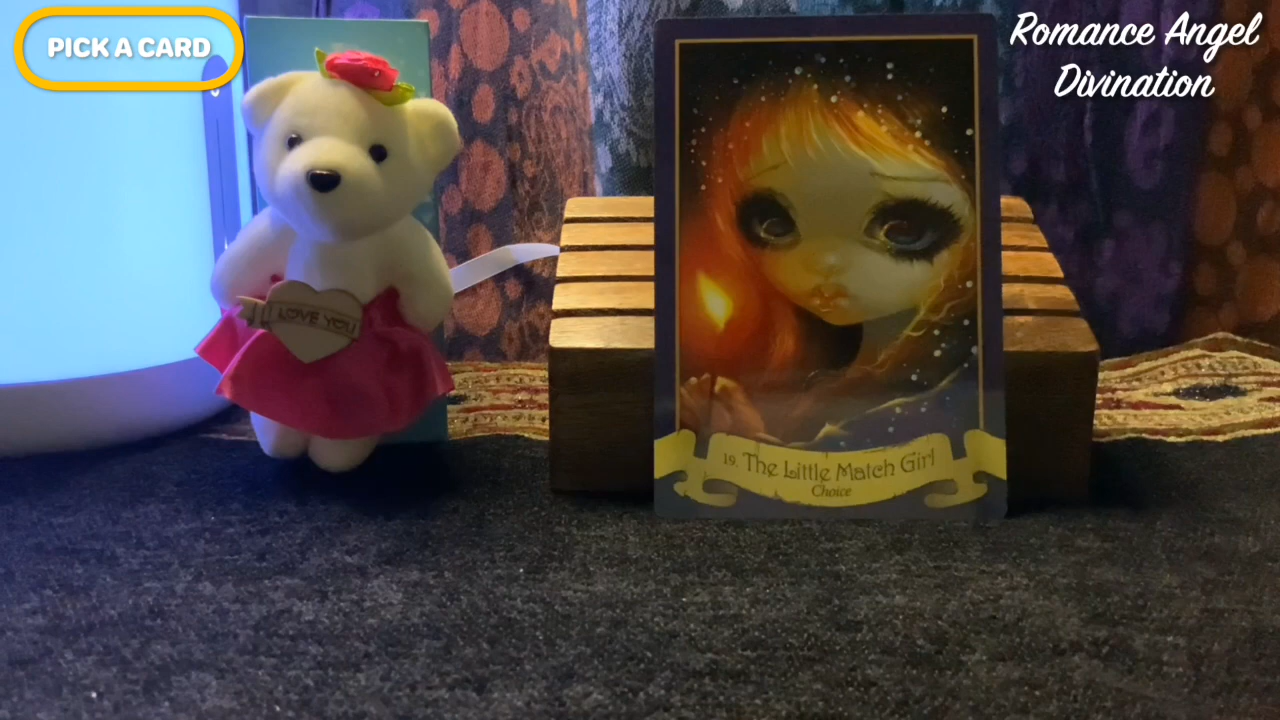 PICK A CARD
Romance Angel
Divination
I LOVE YOU
19. The Little Match Girl
Choice